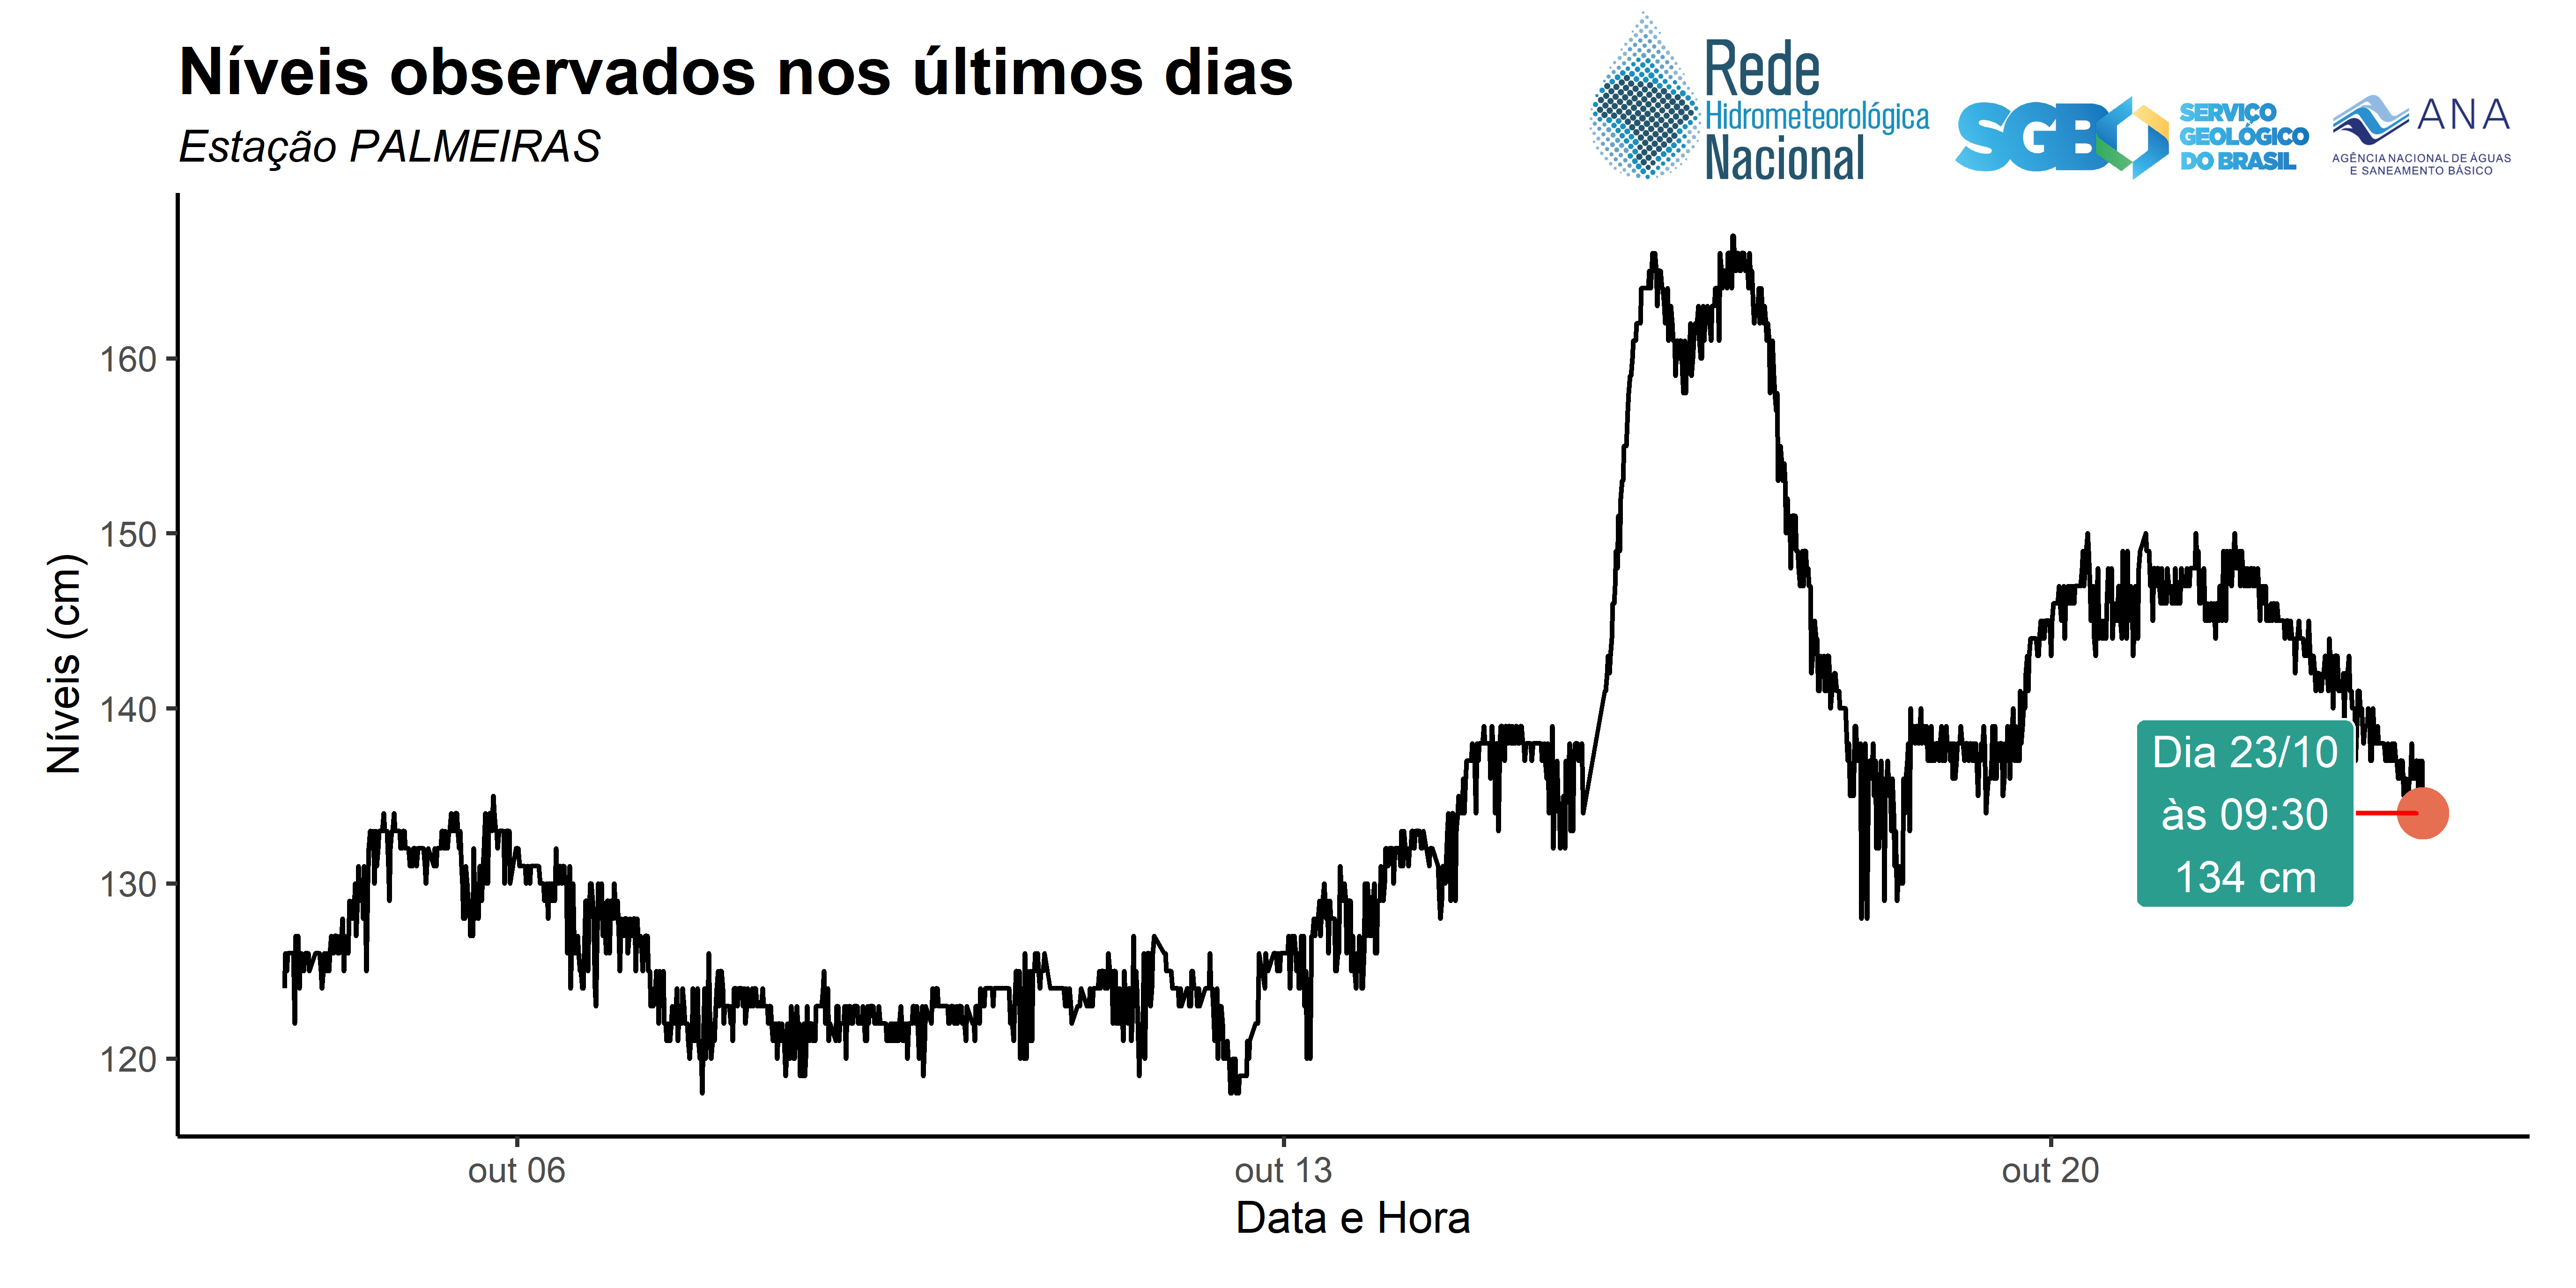 Níveis observados nos últimos dias
Estação PALMEIRAS
Rede
Hidrometeorológica
Nacional
SGB
SERVIÇO
GEOLÓGICO
DO BRASIL
ANA
AGÊNCIA NACIONAL DE ÁGUAS
E SANEAMENTO BÁSICO
Níveis (cm)
160
150
140
130
120
Dia 23/10
às 09:30
134 cm
out 06
out 13
out 20
Data e Hora